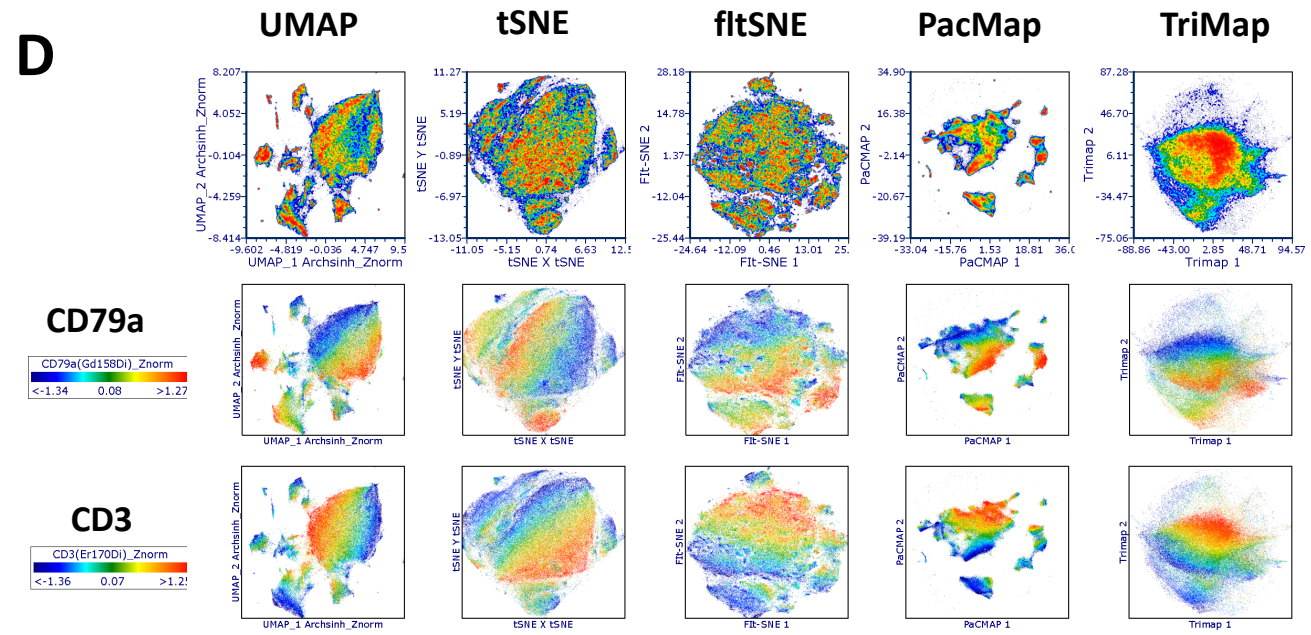 D
UMAP
tSNE
fItSNE
PacMap
TriMap
8.207
4.052
-0.104
-4.259
-8.414
UMAP_2 Archsinh_Znorm
-9.602 -4.819 -0.036 4.747 9.5
UMAP_1 Archsinh_Znorm
11.27
5.19
-0.89
-6.97
-13.05
tSNE Y tSNE
-11.05 -5.15 0.74 6.63 12.5
tSNE X tSNE
28.18
14.78
1.37
-12.04
-25.44
FIt-SNE 2
-24.64 -12.09 0.46 13.01 25.
FIt-SNE 1
34.90
16.38
-2.14
-20.67
-39.19
PaCMAP 2
-33.04 -15.76 1.53 18.81 36.0
PaCMAP 1
87.28
46.70
6.11
-34.47
-75.06
Trimap 2
-88.86 -43.00 2.85 48.71 94.57
Trimap 1
CD79a
CD79a(Gd158Di)_Znorm
<-1.34 0.08 >1.27
UMAP_2 Archsinh_Znorm
UMAP_1 Archsinh_Znorm
tSNE Y tSNE
tSNE X tSNE
FIt-SNE 2
FIt-SNE 1
PaCMAP 2
PaCMAP 1
Trimap 2
Trimap 1
CD3
CD3(Er170Di)_Znorm
<-1.36 0.07 >1.25
UMAP_2 Archsinh_Znorm
UMAP_1 Archsinh_Znorm
tSNE Y tSNE
tSNE X tSNE
FIt-SNE 2
FIt-SNE 1
PaCMAP 2
PaCMAP 1
Trimap 2
Trimap 1